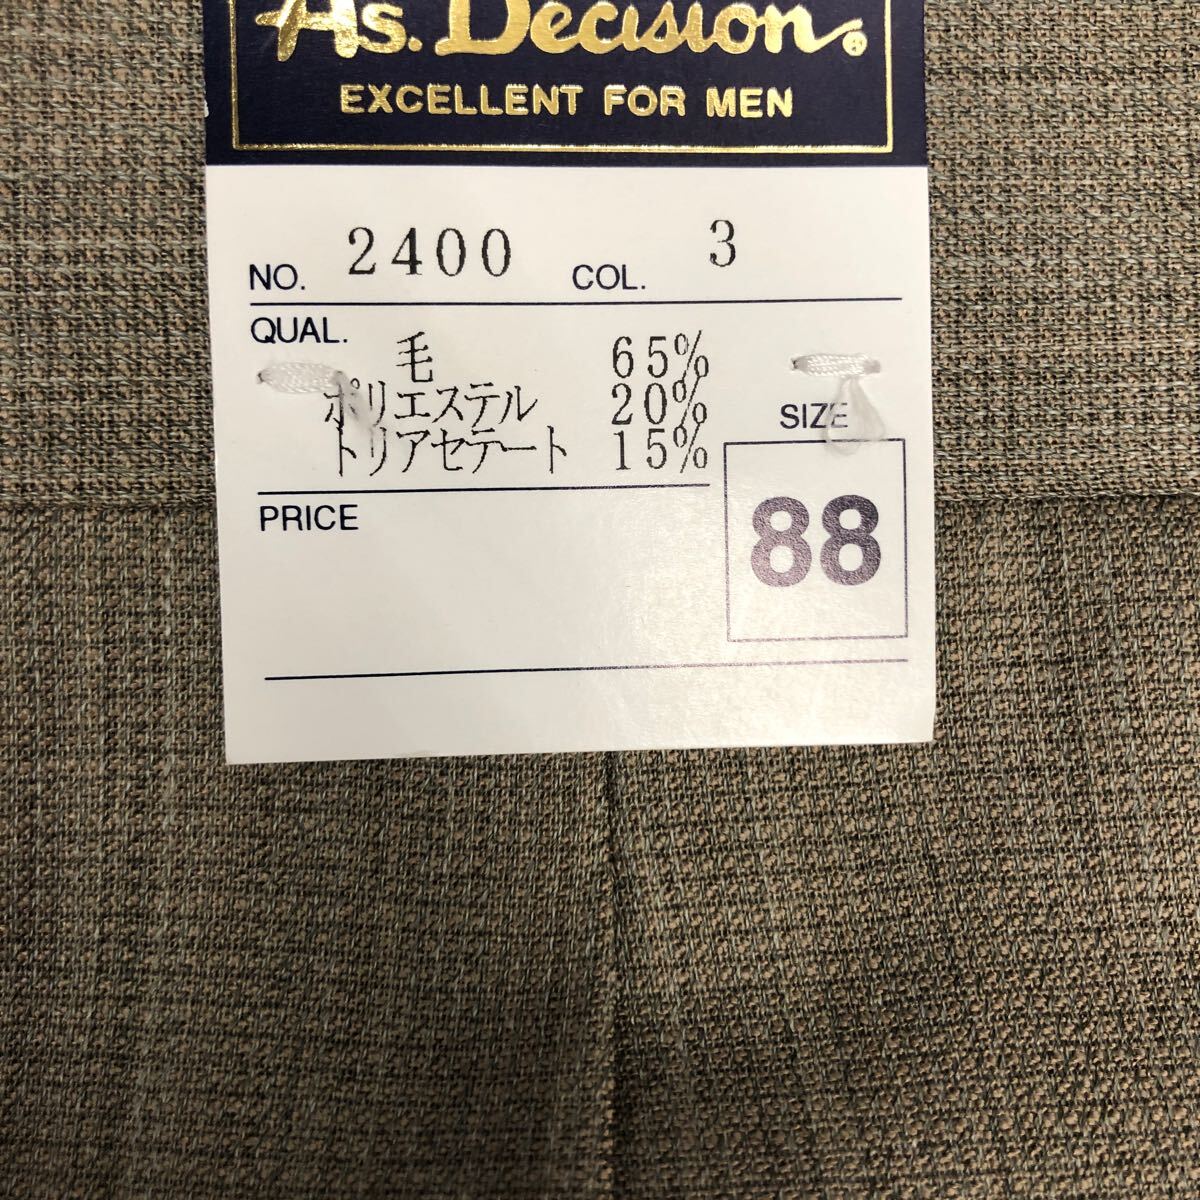 As. Decision®
EXCELLENT FOR MEN
NO. 2400 COL. 3
QUAL.
毛 65%
ポリエステル 20%
トリアセテート 15%
SIZE
88
PRICE